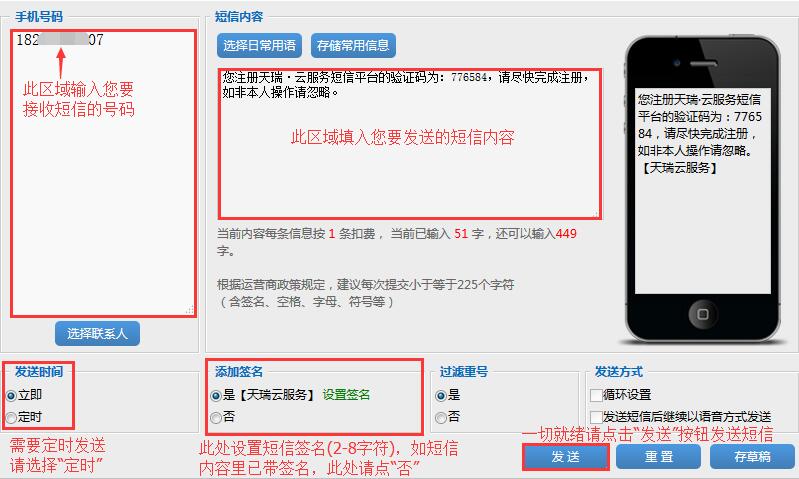 手机号码
短信内容
182 07
此区域输入您要
接收短信的号码
选择联系人
选择日常用语
存储常用信息
您注册天瑞·云服务短信平台的验证码为：776584，请尽快完成注册，
如非本人操作请忽略。
此区域填入您要发送的短信内容
当前内容每条信息按 1 条扣费 ，当前已输入 51 字，还可以输入449
字。
根据运营商政策规定，建议每次提交小于等于225个字符
（ 含签名、空格、字母、符号等 ）
您注册天瑞·云服务短信
平台的验证码为：7765
84，请尽快完成注册，
如非本人操作请忽略。
【天瑞云服务】
发送时间
立即
定时
需要定时发送
请选择“定时”
添加签名
是【天瑞云服务】 设置签名
否
此处设置短信签名(2-8字符)，如短信
内容里已带签名，此处请点“否”
过滤重号
是
否
发送方式
循环设置
发送短信后继续以语音方式发送
一切就绪请点击“发送”按钮发送短信
发 送
重 置
存草稿